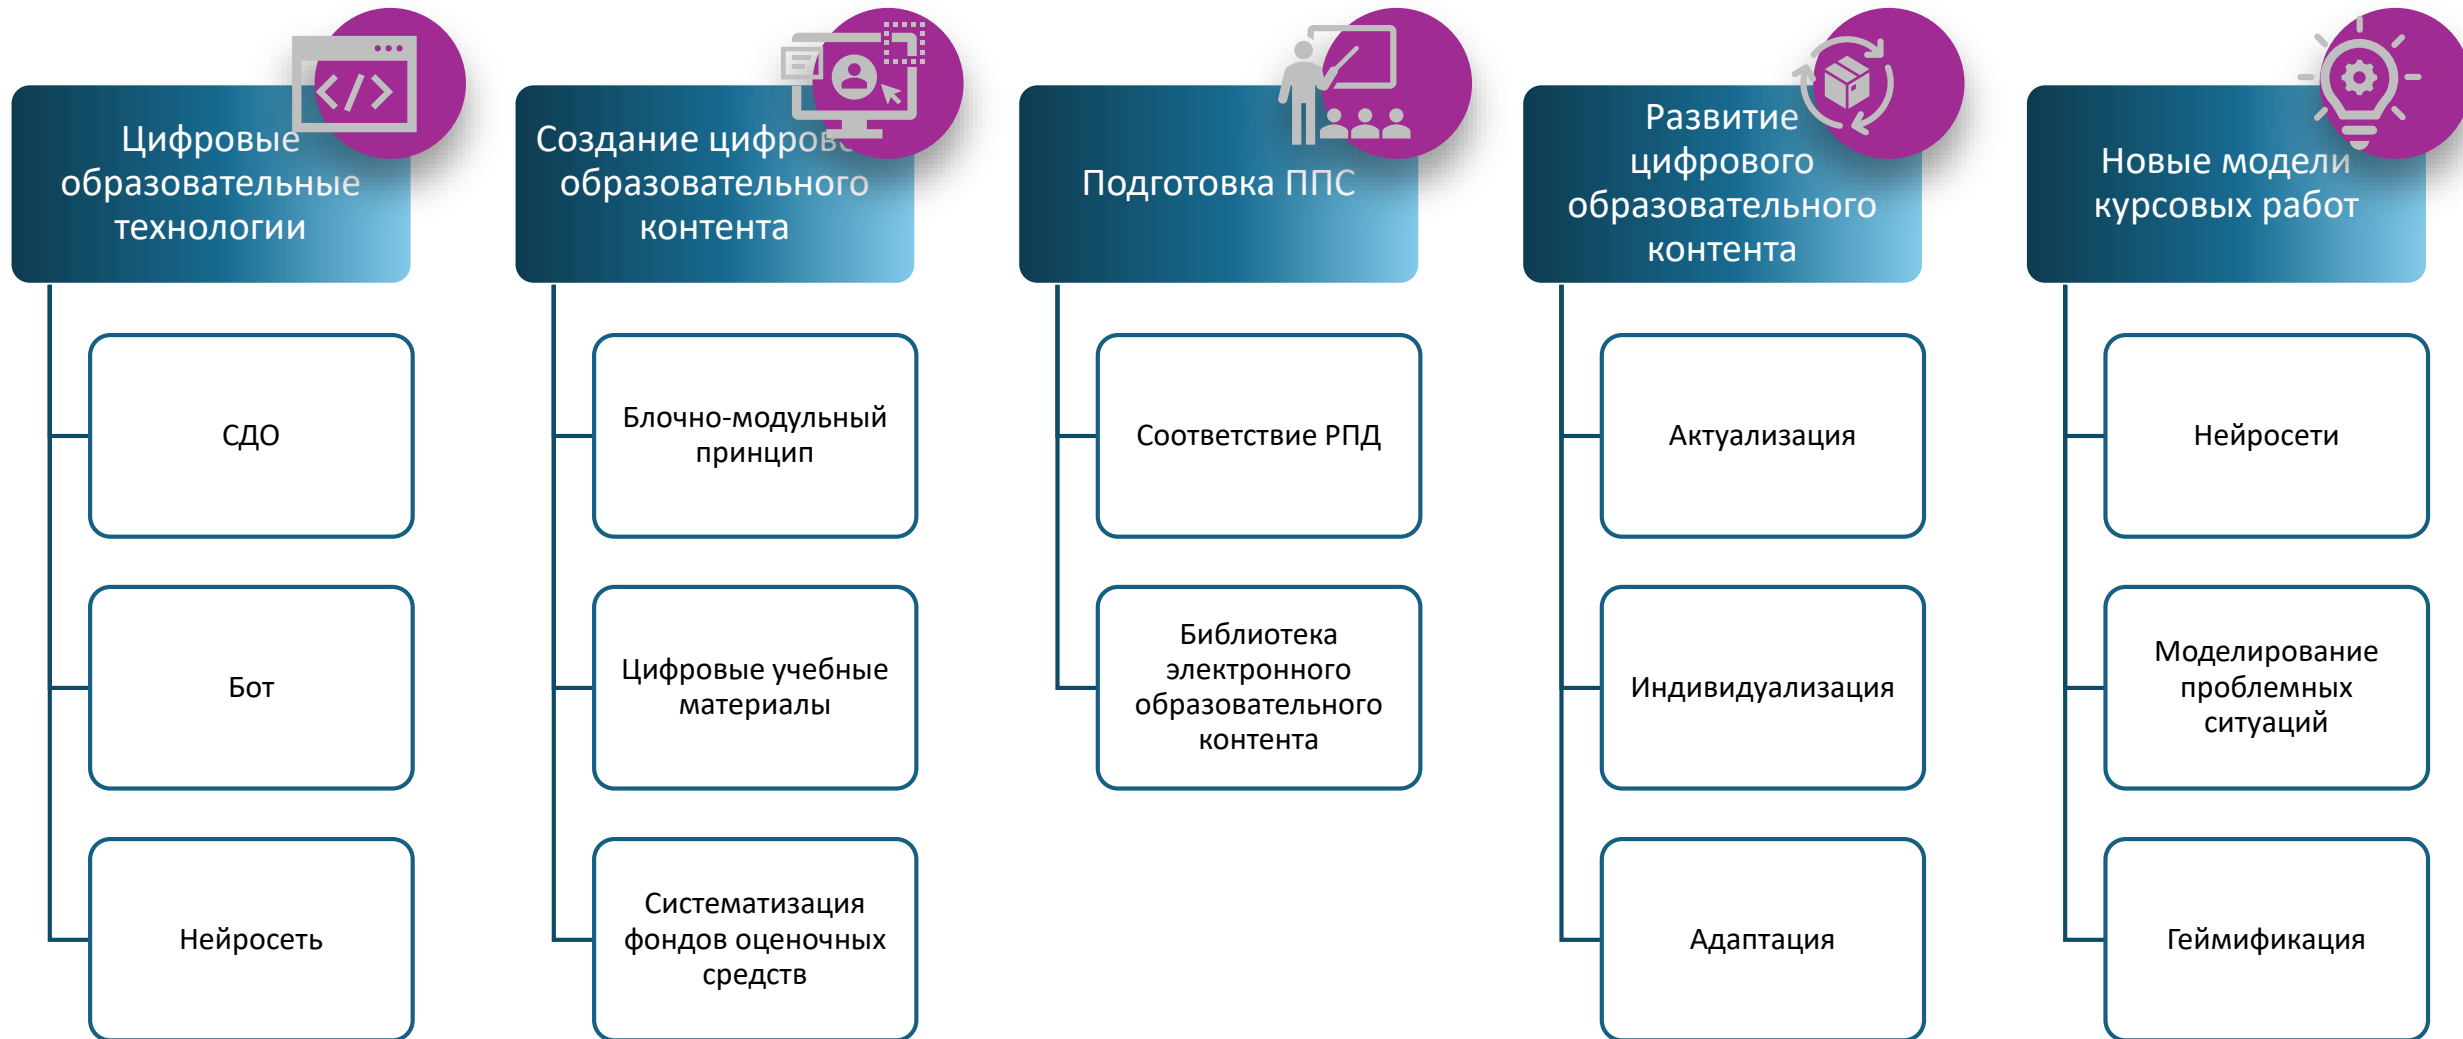 Цифровые
образовательные
технологии
СДО
Бот
Нейросеть
Создание цифрово
образовательного
контента
Блочно-модульный
принцип
Цифровые учебные
материалы
Систематизация
фондов оценочных
средств
Подготовка ППС
Соответствие РПД
Библиотека
электронного
образовательного
контента
Развитие
цифрового
образовательного
контента
Актуализация
Индивидуализация
Адаптация
Новые модели
курсовых работ
Нейросети
Моделирование
проблемных
ситуаций
Геймификация